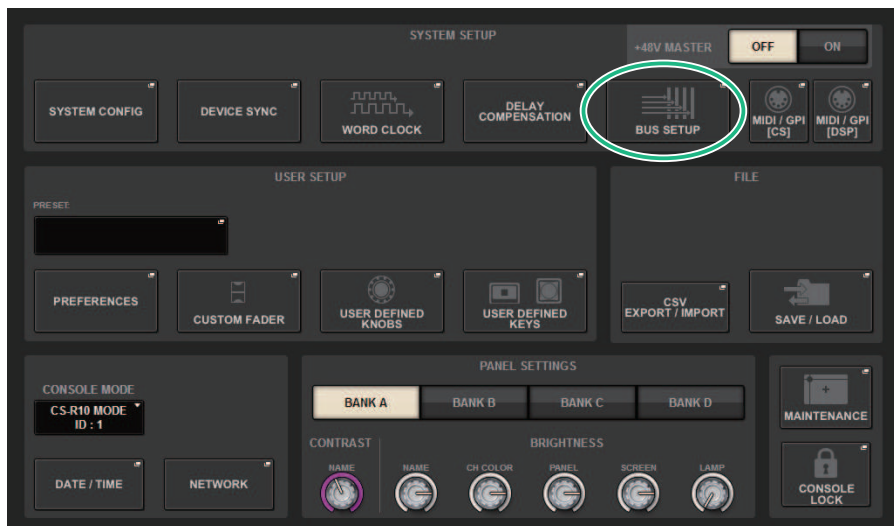 SYSTEM SETUP
+48V MASTER
OFF
ON
SYSTEM CONFIG
DEVICE SYNC
WORD CLOCK
DELAY
COMPENSATION
BUS SETUP
MIDI / GPI
[CS]
MIDI / GPI
[DSP]
USER SETUP
PRESET
PREFERENCES
CUSTOM FADER
USER DEFINED
KNOBS
USER DEFINED
KEYS
FILE
CSV
EXPORT / IMPORT
SAVE / LOAD
CONSOLE MODE
CS-R10 MODE
ID : 1
DATE / TIME
NETWORK
PANEL SETTINGS
BANK A
BANK B
BANK C
BANK D
CONTRAST
BRIGHTNESS
NAME
NAME
CH COLOR
PANEL
SCREEN
LAMP
MAINTENANCE
CONSOLE
LOCK